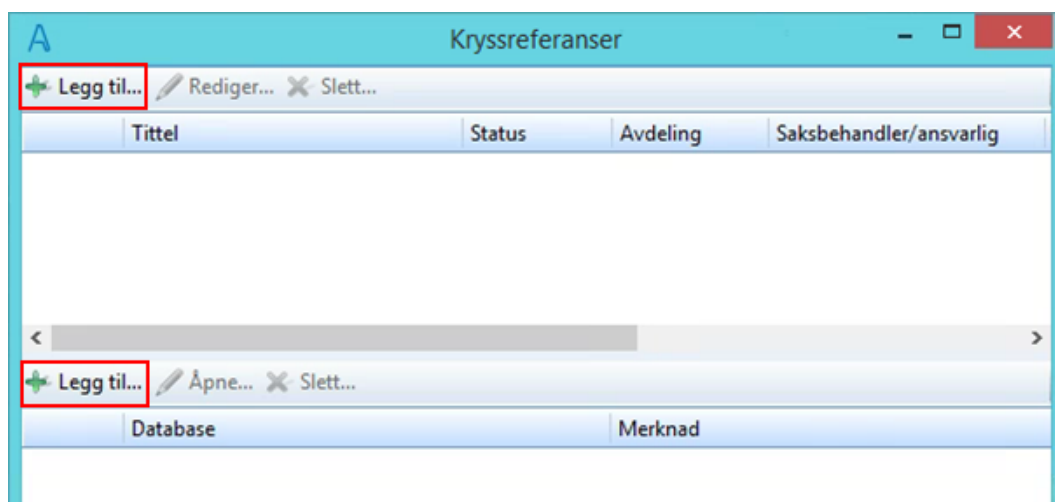 Kryssreferanser
Legg til... Rediger... Slett...
Tittel Status Avdeling Saksbehandler/ansvarlig
Legg til... Åpne... Slett...
Database Merknad